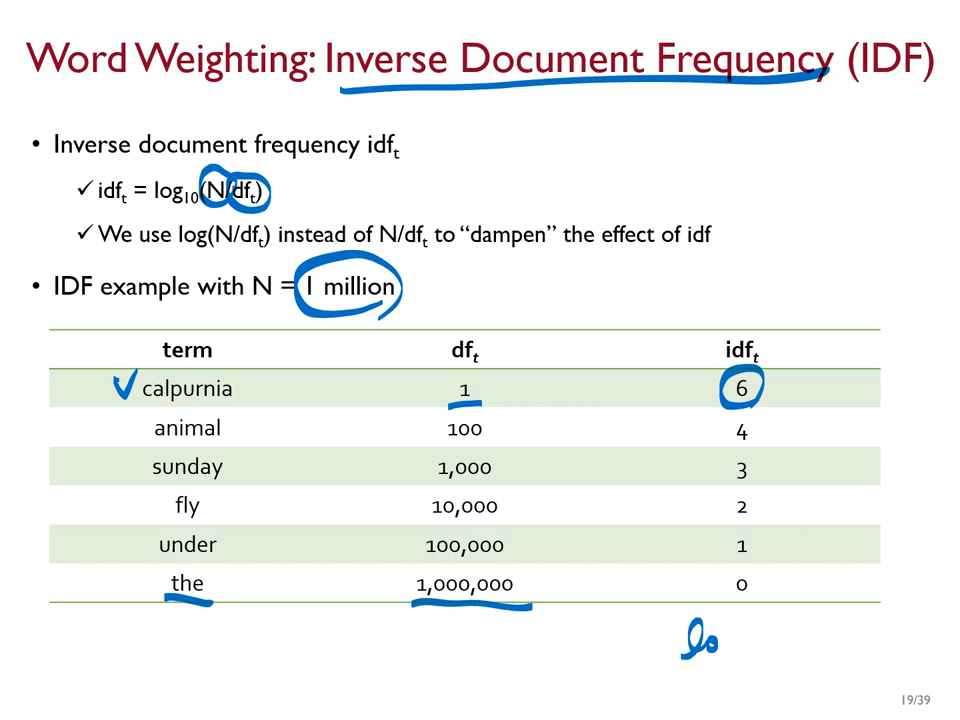 Word Weighting: Inverse Document Frequency (IDF)
• Inverse document frequency idft
✓ idft = log10(N/dft)
✓ We use log(N/dft) instead of N/dft to “dampen” the effect of idf
• IDF example with N = 1 million
term dft idft
calpurnia 1 6
animal 100 4
sunday 1,000 3
fly 10,000 2
under 100,000 1
the 1,000,000 0
19/39